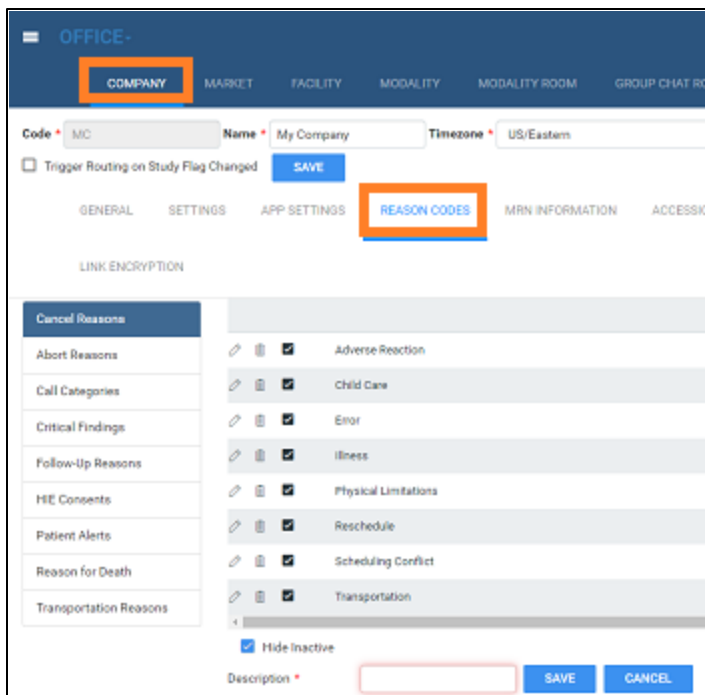 OFFICE-
COMPANY MARKET FACILITY MODALITY MODALITY ROOM GROUP CHAT RO
Code * MC Name * My Company Timezone * US/Eastern
Trigger Routing on Study Flag Changed SAVE
GENERAL SETTINGS APP SETTINGS REASON CODES MRN INFORMATION ACCESSIO
LINK ENCRYPTION
Cancel Reasons
Abort Reasons
Call Categories
Critical Findings
Follow-Up Reasons
HIE Consents
Patient Alerts
Reason for Death
Transportation Reasons
Adverse Reaction
Child Care
Error
Illness
Physical Limitations
Reschedule
Scheduling Conflict
Transportation
Hide Inactive
Description * SAVE CANCEL